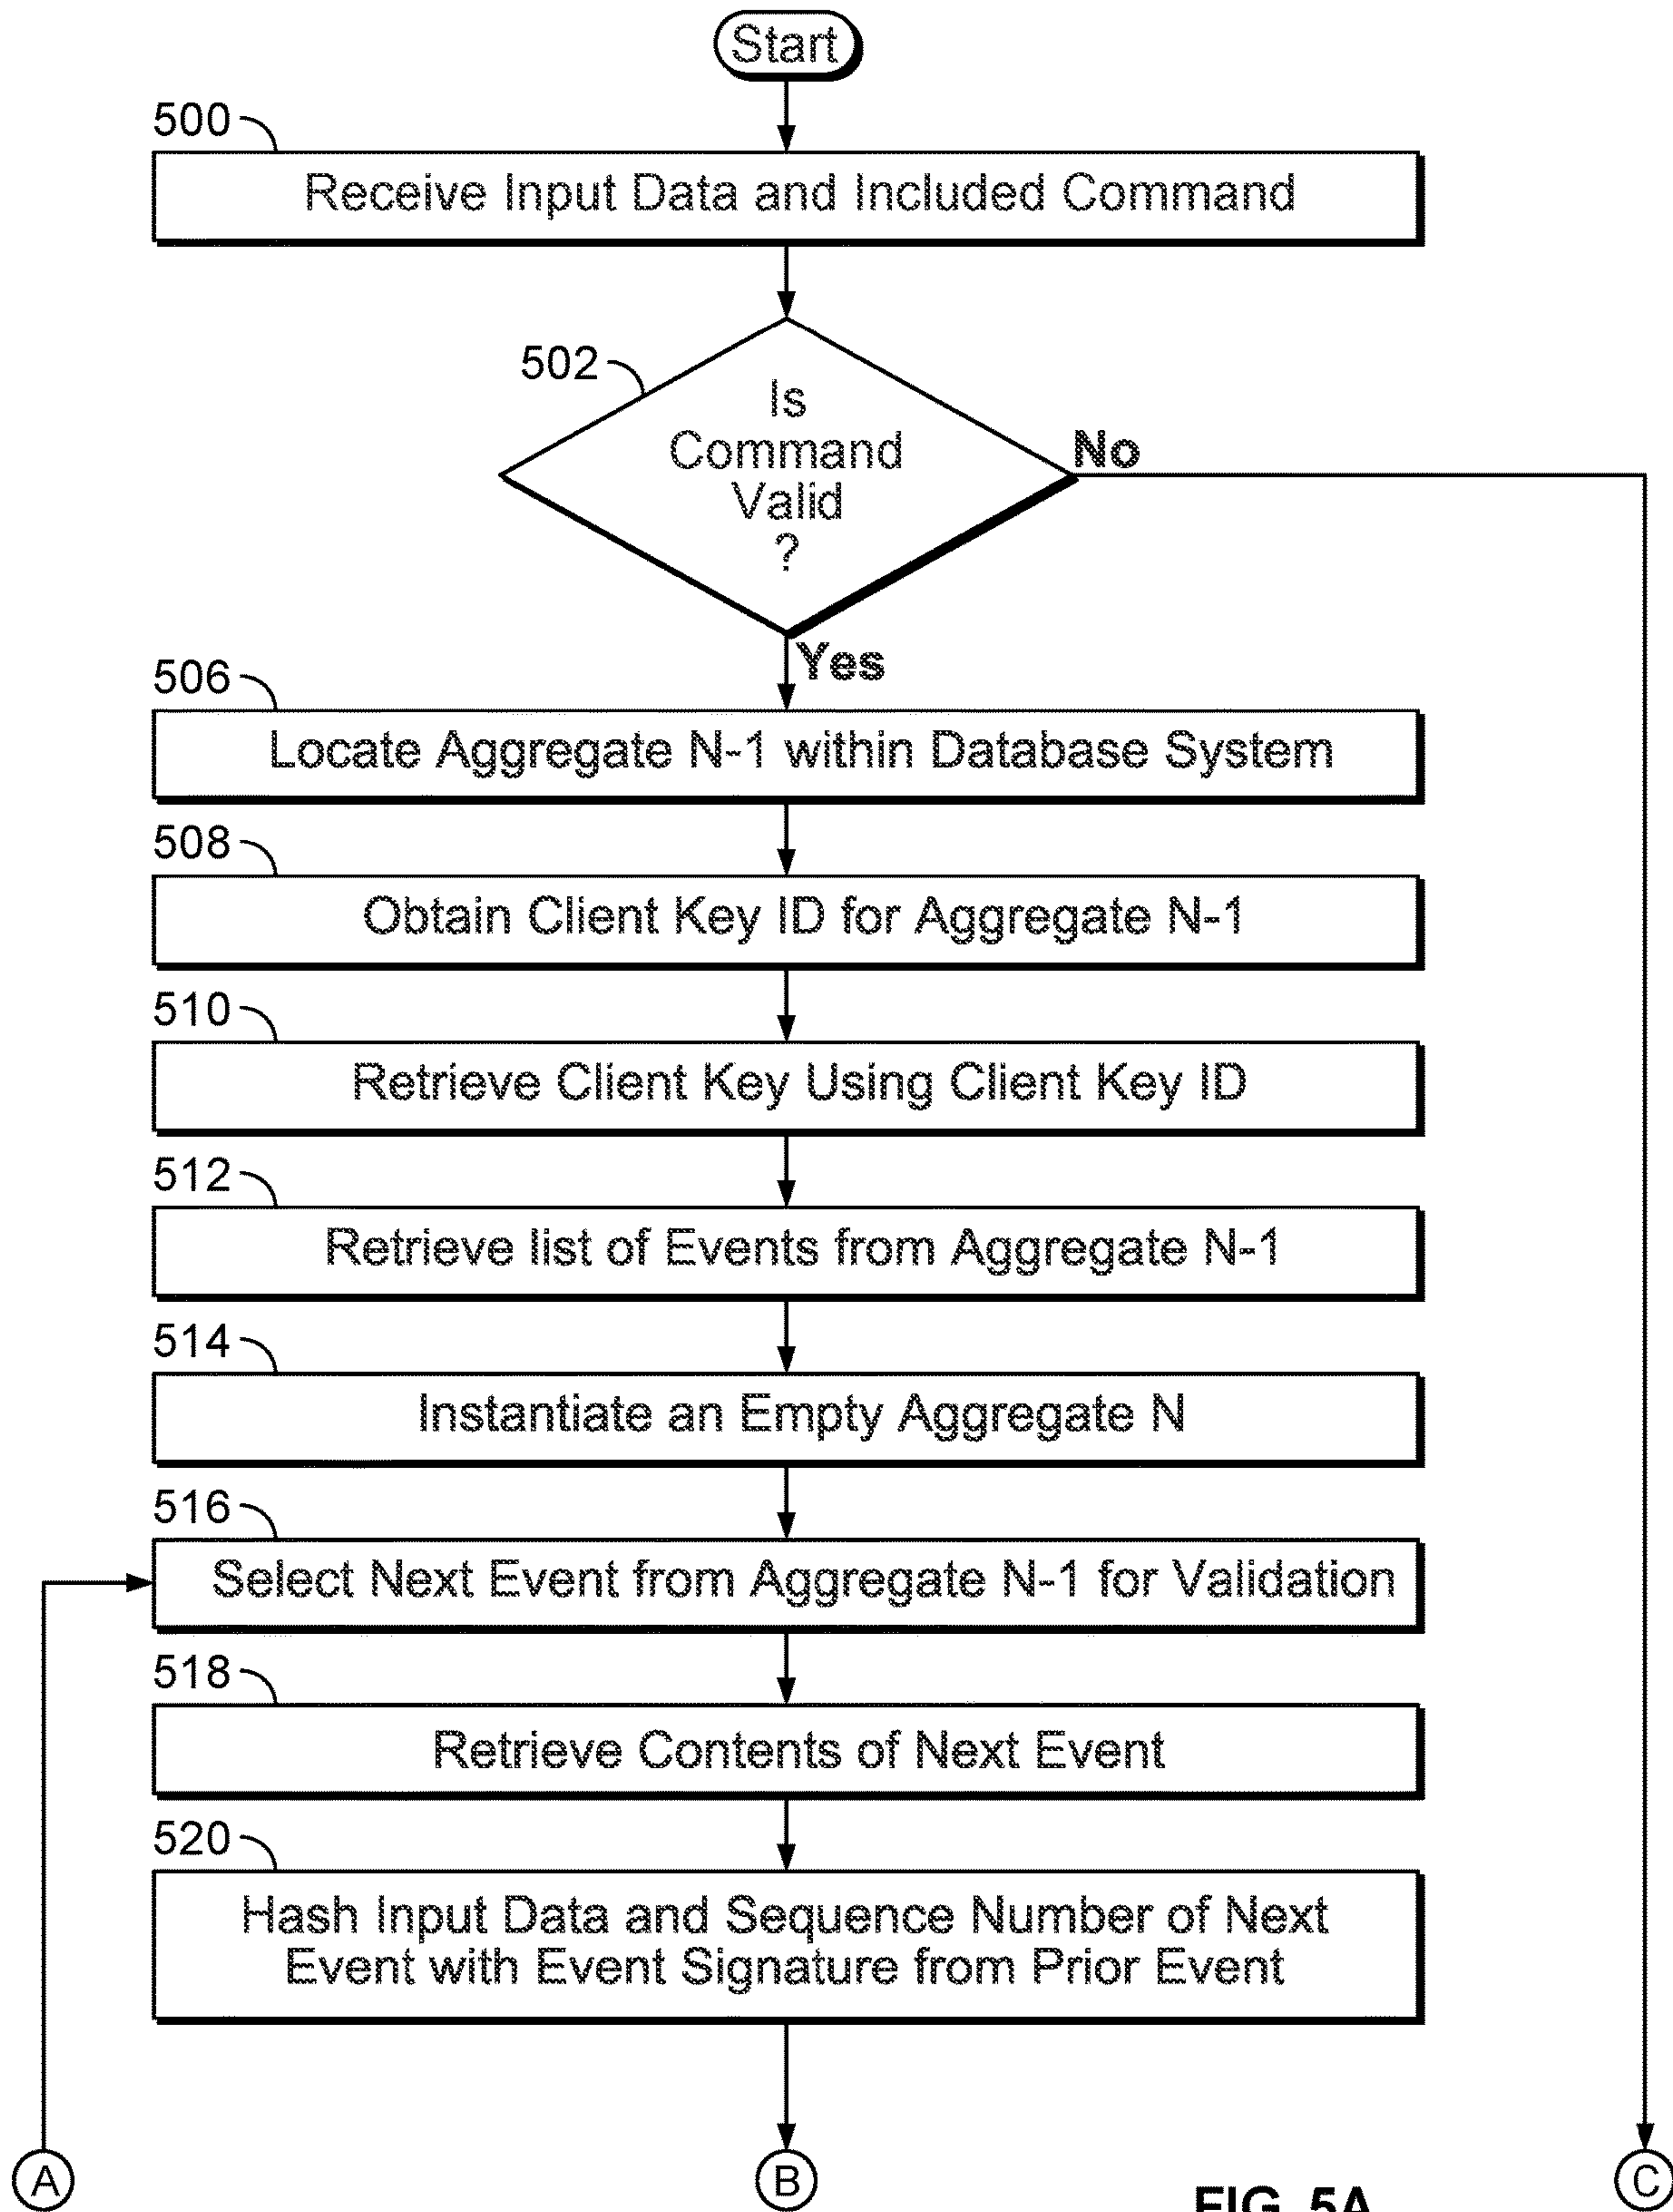 Start
500
Receive Input Data and Included Command
502
Is
Command
Valid
?
No
Yes
506
Locate Aggregate N-1 within Database System
508
Obtain Client Key ID for Aggregate N-1
510
Retrieve Client Key Using Client Key ID
512
Retrieve list of Events from Aggregate N-1
514
Instantiate an Empty Aggregate N
516
Select Next Event from Aggregate N-1 for Validation
518
Retrieve Contents of Next Event
520
Hash Input Data and Sequence Number of Next
Event with Event Signature from Prior Event
A
B
C
FIG. 5A